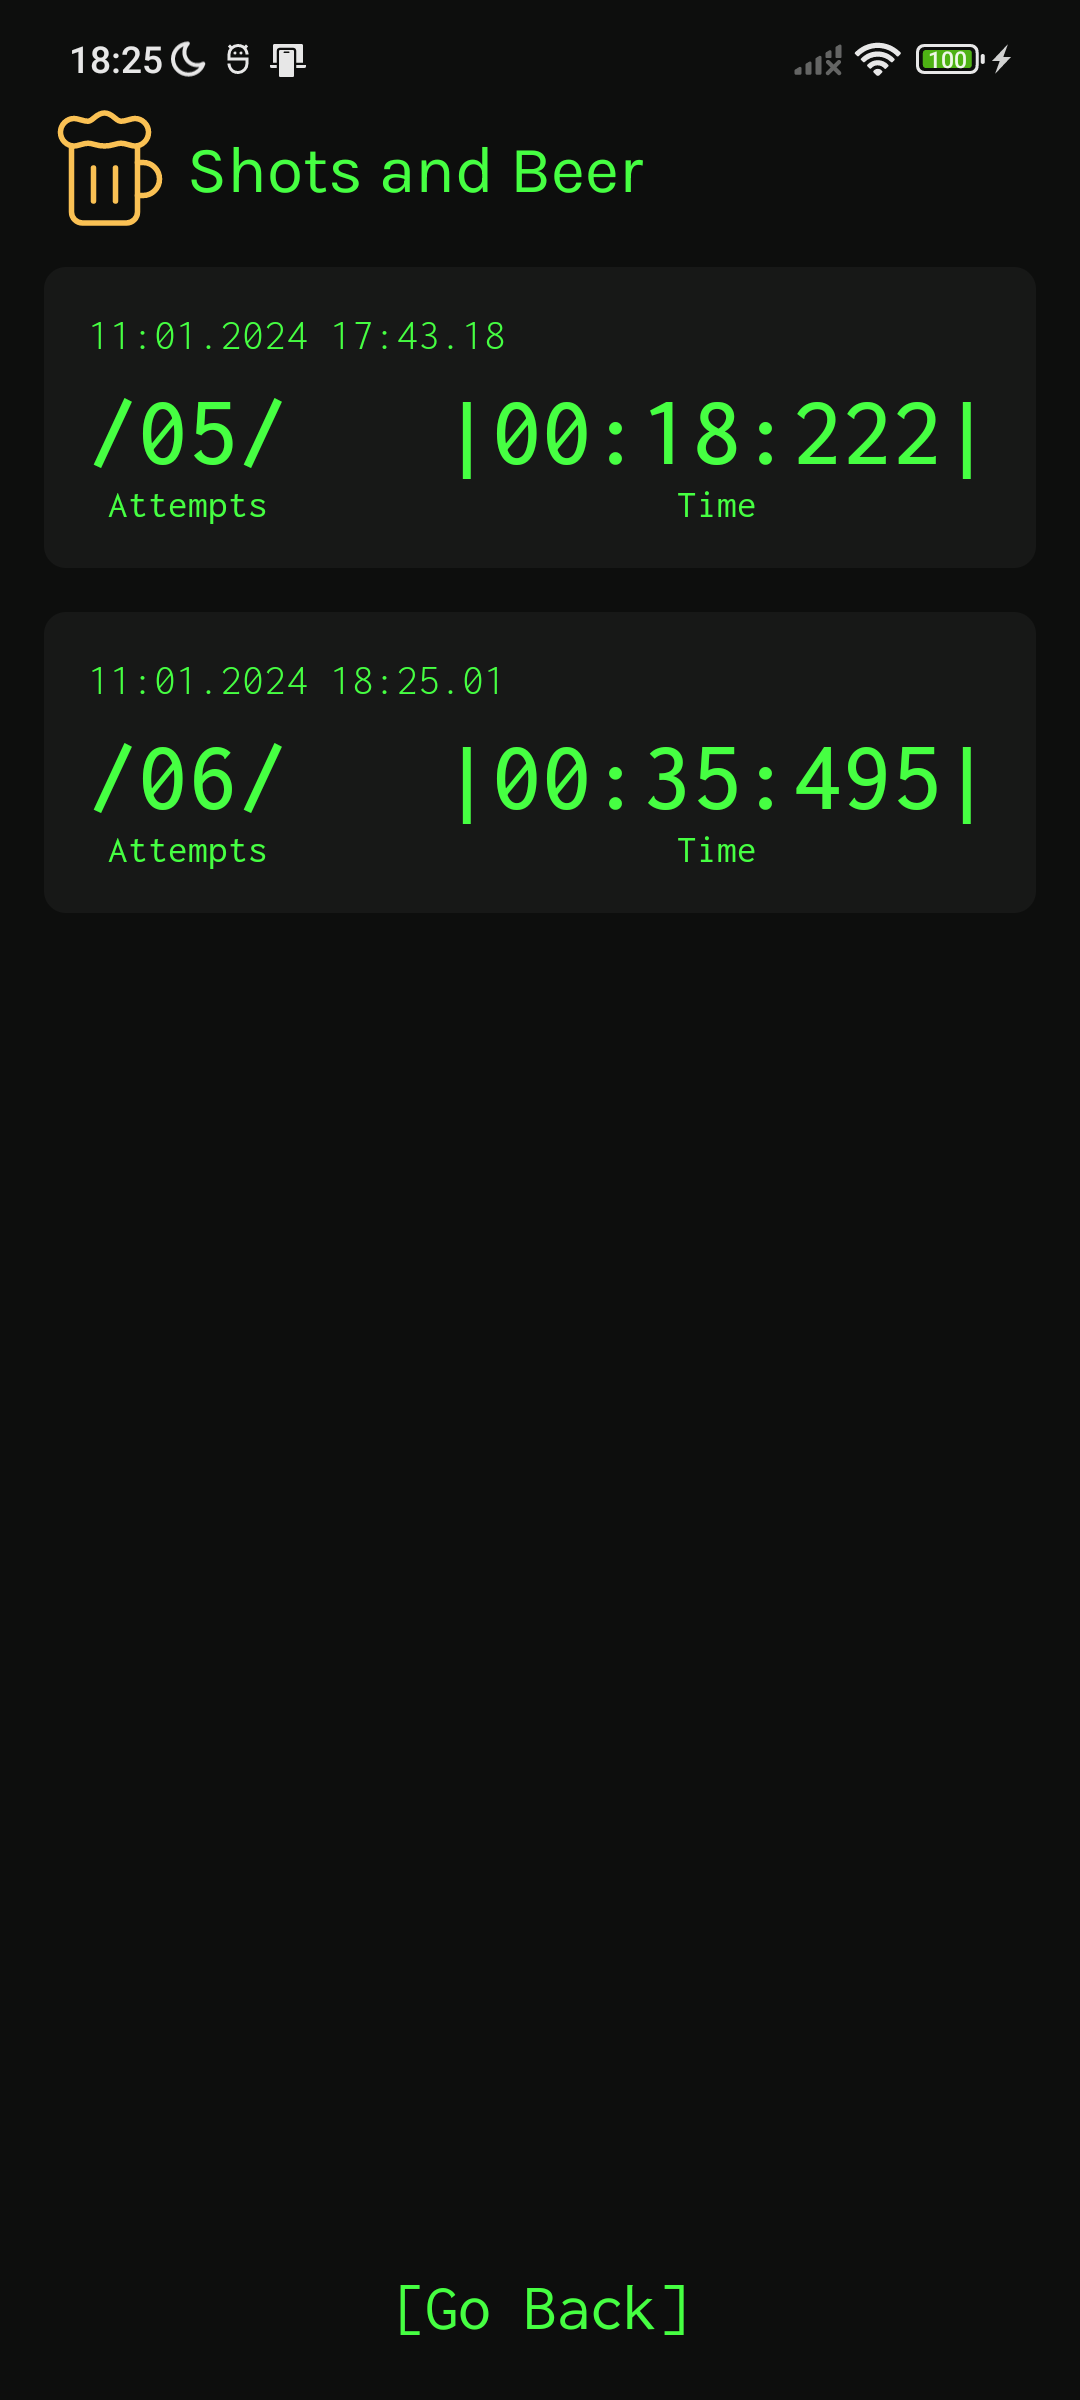 18:25
100
Shots and Beer
11:01.2024 17:43.18
/05/ |00:18:222|
Attempts Time
11:01.2024 18:25.01
/06/ |00:35:495|
Attempts Time
[Go Back]